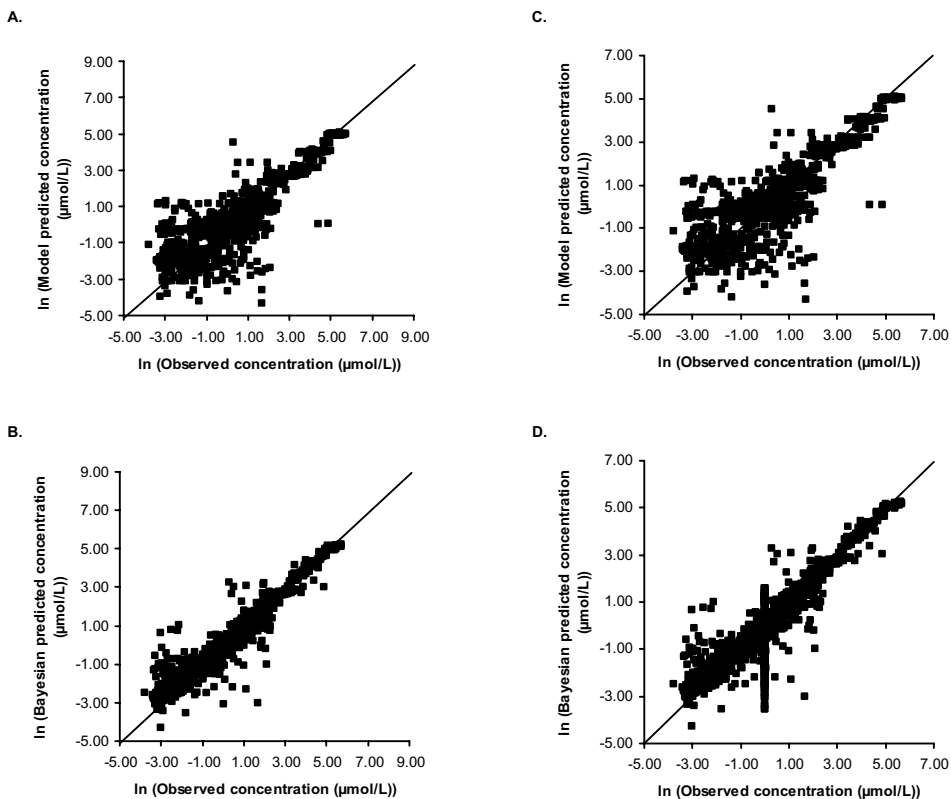 A.
9.00
7.00
5.00
3.00
1.00
-1.00
-3.00
-5.00
ln (Model predicted concentration
(µmol/L))
-5.00 -3.00 -1.00 1.00 3.00 5.00 7.00 9.00
ln (Observed concentration (µmol/L))
C.
7.00
5.00
3.00
1.00
-1.00
-3.00
-5.00
ln (Model predicted concentration
(µmol/L))
-5.00 -3.00 -1.00 1.00 3.00 5.00 7.00
ln (Observed concentration (µmol/L))
B.
9.00
7.00
5.00
3.00
1.00
-1.00
-3.00
-5.00
ln (Bayesian predicted concentration
(µmol/L))
-5.00 -3.00 -1.00 1.00 3.00 5.00 7.00 9.00
ln (Observed concentration (µmol/L))
D.
7.00
5.00
3.00
1.00
-1.00
-3.00
-5.00
ln (Bayesian predicted concentration
(µmol/L))
-5.00 -3.00 -1.00 1.00 3.00 5.00 7.00
ln (Observed concentration (µmol/L))